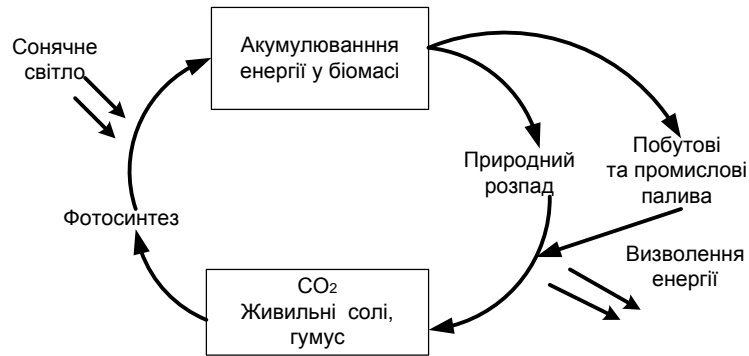 Сонячне
світло
Акумулюванння
енергії у біомасі
Побутові
та промислові
палива
Природний
розпад
Фотосинтез
Визволення
енергії
CO2
Живильні солі,
гумус